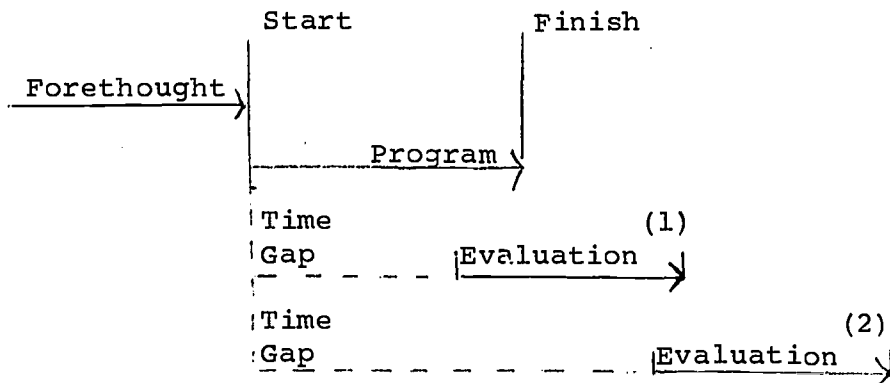 Start Finish
Forethought
Program
Time (1)
Gap Evaluation
Time (2)
Gap Evaluation